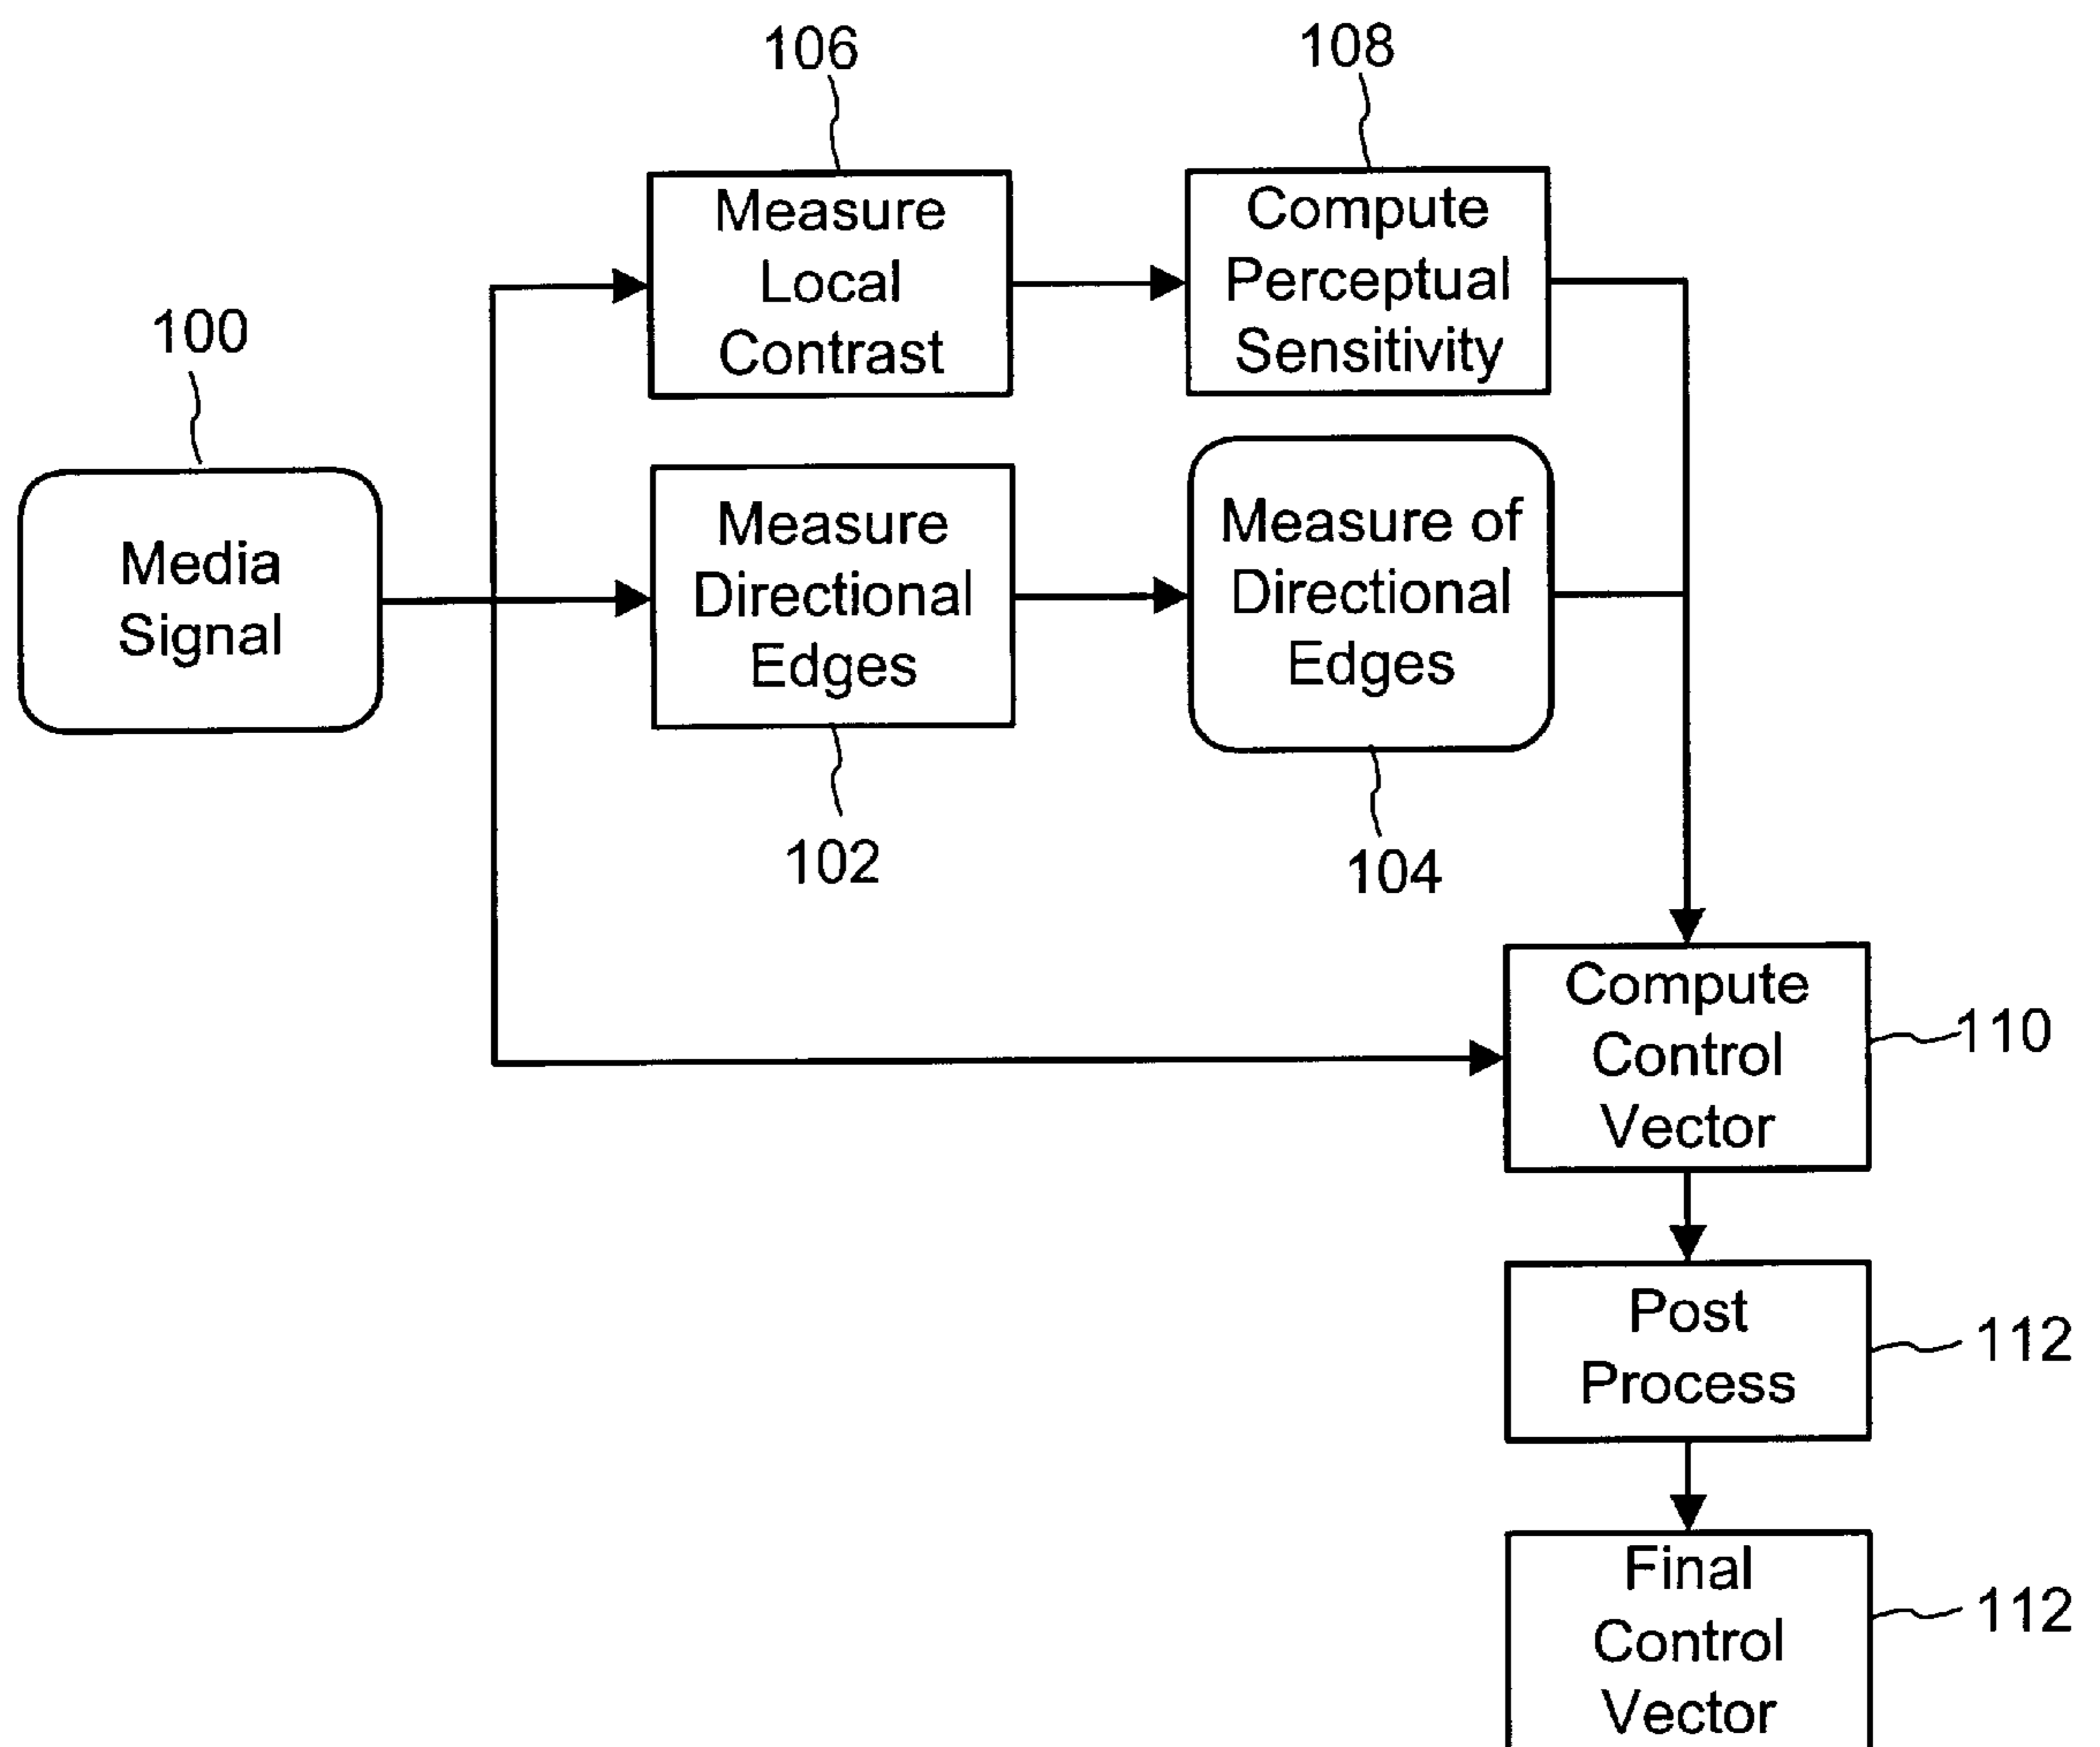 106
108
Measure
Local
Contrast
Compute
Perceptual
Sensitivity
100
Media
Signal
Measure
Directional
Edges
Measure of
Directional
Edges
102
104
Compute
Control
Vector
110
Post
Process
112
Final
Control
Vector
112